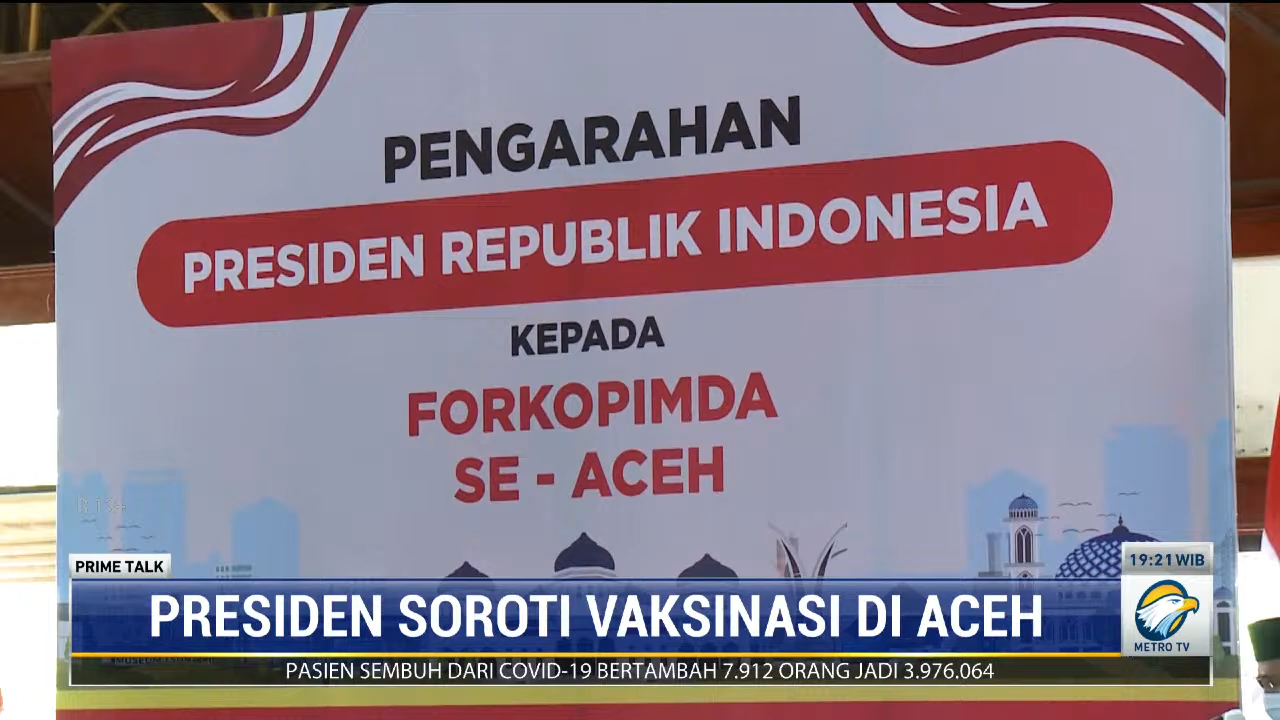 PENGARAHAN
PRESIDEN REPUBLIK INDONESIA
KEPADA
FORKOPIMDA
SE - ACEH
R 13+
PRIME TALK
19:21 WIB
PRESIDEN SOROTI VAKSINASI DI ACEH
METRO TV
PASIEN SEMBUH DARI COVID-19 BERTAMBAH 7.912 ORANG JADI 3.976.064